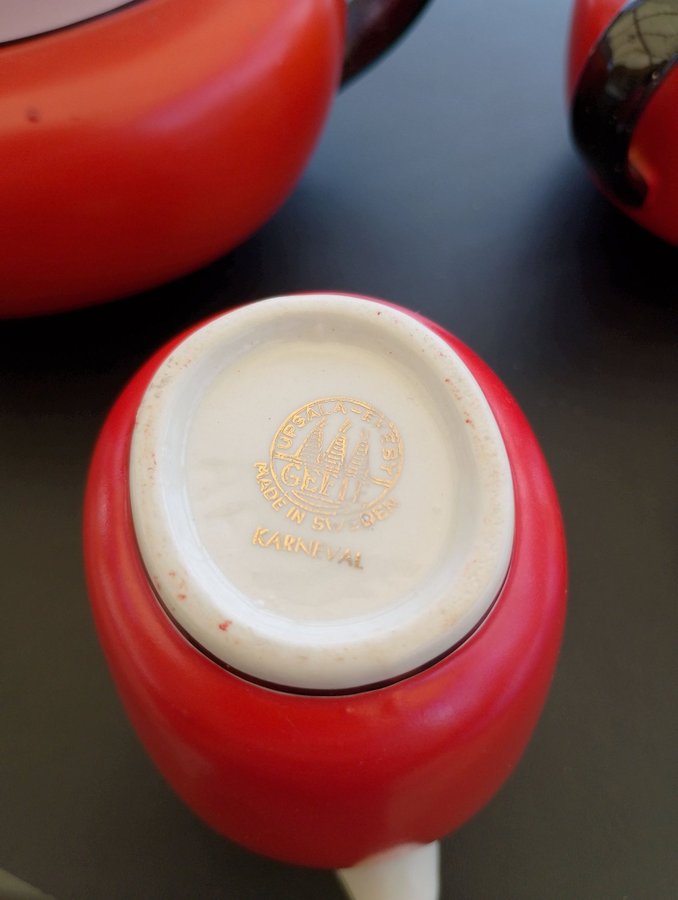 UPSALA-EKEBY
GEFLE
MADE IN SWEDEN
KARNEVAL